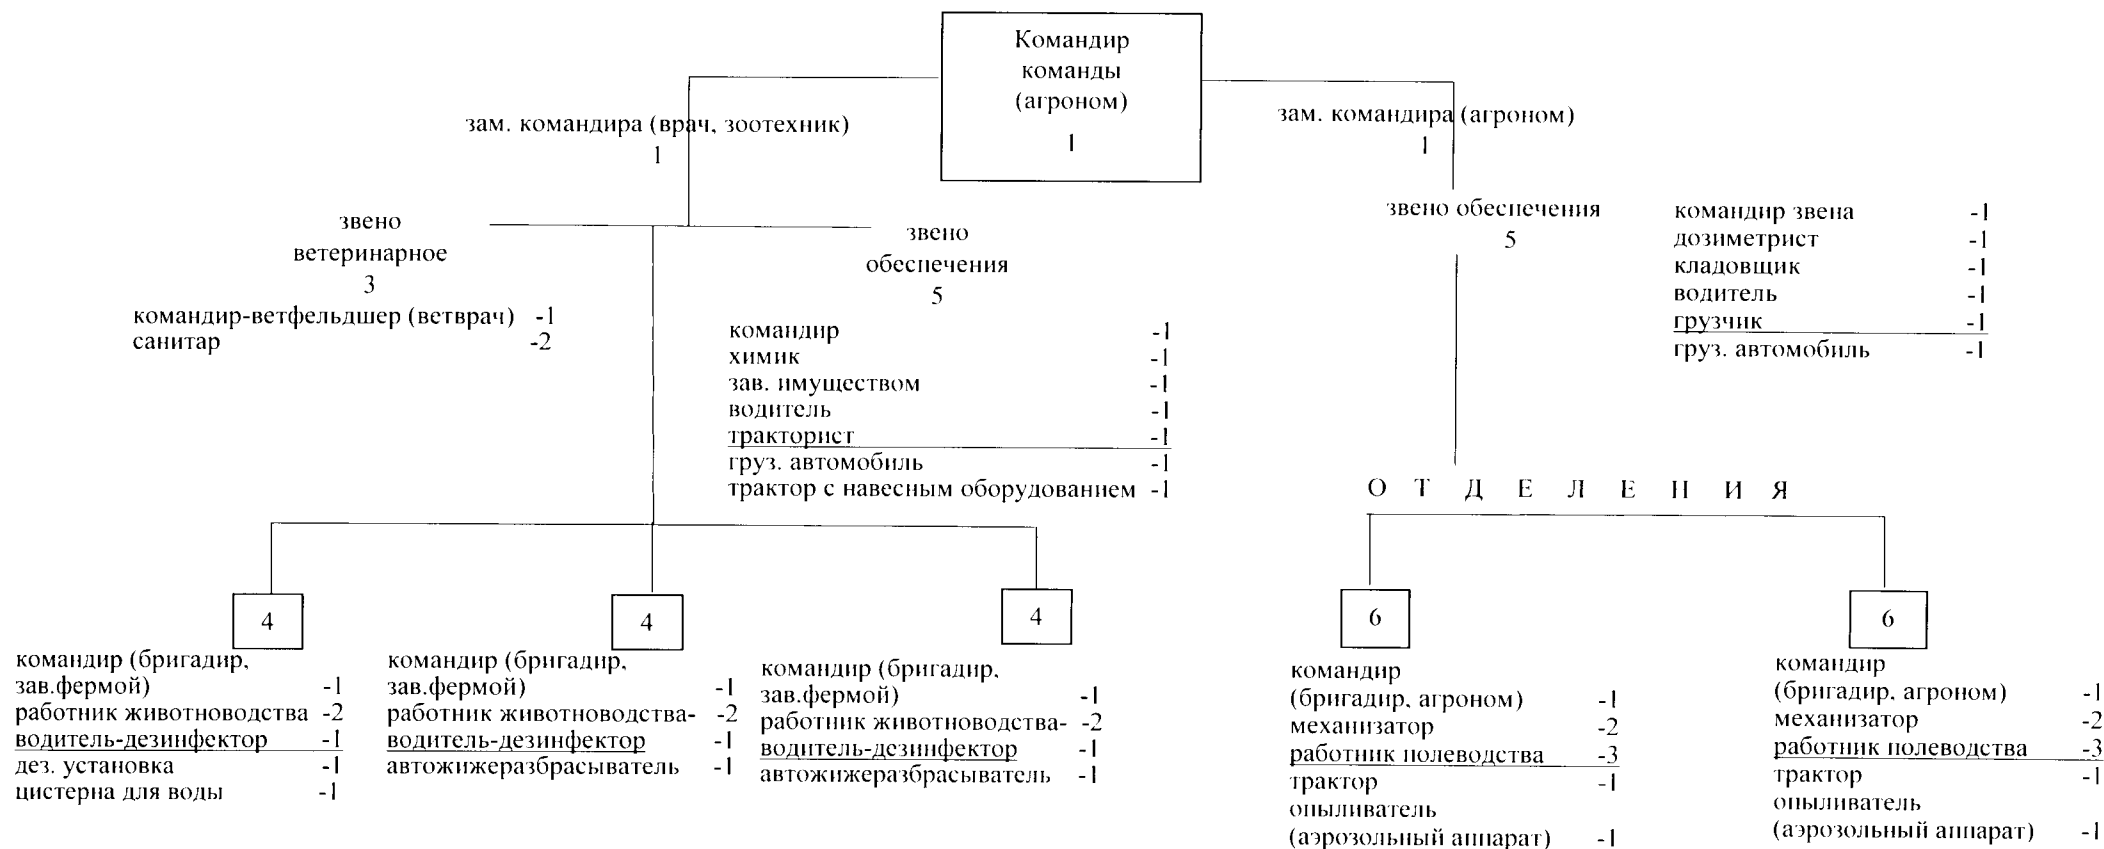 Командир
команды
(агроном)
1
зам. командира (врач, зоотехник)
1
зам. командира (агроном)
1
звено
ветеринарное
3
командир-ветфельдшер (ветврач) -1
санитар -2
звено
обеспечения
5
командир -1
химик -1
зав. имуществом -1
водитель -1
тракторист -1
груз. автомобиль -1
трактор с навесным оборудованием -1
звено обеспечения
5
командир звена -1
дозиметрист -1
кладовщик -1
водитель -1
грузчик -1
груз. автомобиль -1
О Т Д Е Л Е Н И Я
4
командир (бригадир,
зав.фермой) -1
работник животноводства -2
водитель-дезинфектор -1
дез. установка -1
цистерна для воды -1
4
командир (бригадир,
зав.фермой) -1
работник животноводства- -2
водитель-дезинфектор -1
автожижеразбрасыватель -1
4
командир (бригадир,
зав.фермой) -1
работник животноводства- -2
водитель-дезинфектор -1
автожижеразбрасыватель -1
6
командир
(бригадир, агроном) -1
механизатор -2
работник полеводства -3
трактор -1
опыливатель
(аэрозольный аппарат) -1
6
командир
(бригадир, агроном) -1
механизатор -2
работник полеводства -3
трактор -1
опыливатель
(аэрозольный аппарат) -1